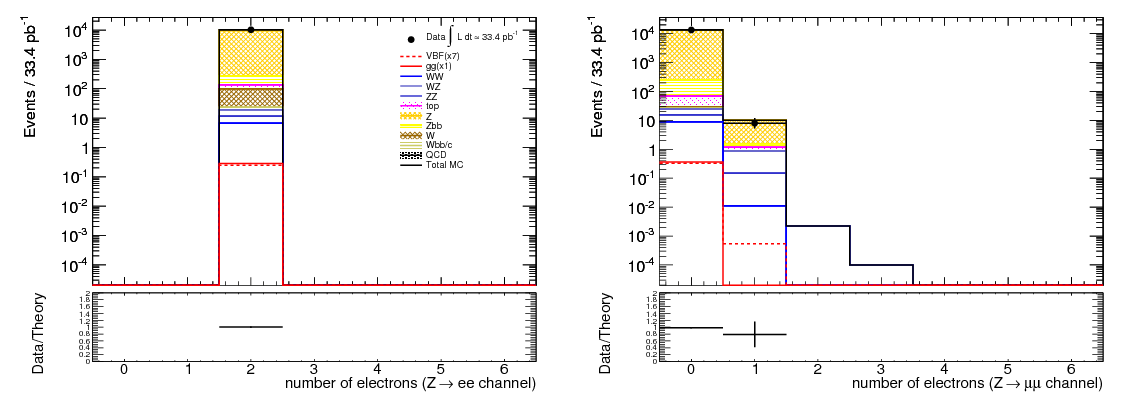 Events / 33.4 pb⁻¹
10⁴
10³
10²
10
1
10⁻¹
10⁻²
10⁻³
10⁻⁴
Data ∫ L dt ≃ 33.4 pb⁻¹
VBF(x7)
gg(x1)
WW
WZ
ZZ
top
Z
Zbb
W
Wbb/c
QCD
Total MC
Data/Theory
2
1.8
1.6
1.4
1.2
1
0.8
0.6
0.4
0.2
0
0 1 2 3 4 5 6
number of electrons (Z → ee channel)
Events / 33.4 pb⁻¹
10⁴
10³
10²
10
1
10⁻¹
10⁻²
10⁻³
10⁻⁴
Data/Theory
2
1.8
1.6
1.4
1.2
1
0.8
0.6
0.4
0.2
0
0 1 2 3 4 5 6
number of electrons (Z → μμ channel)